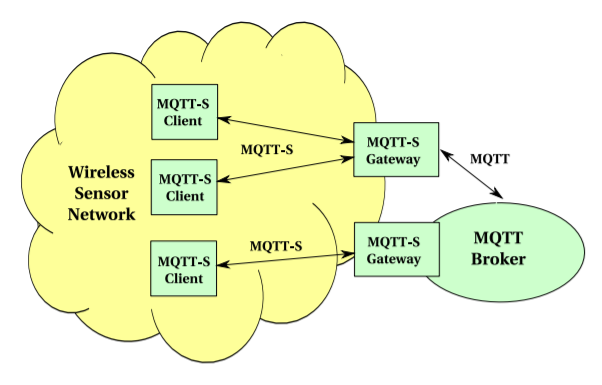 MQTT-S
Client
MQTT-S
Gateway
MQTT-S
MQTT
Wireless
Sensor
Network
MQTT-S
Client
MQTT-S
Client
MQTT-S
MQTT-S
Gateway
MQTT
Broker